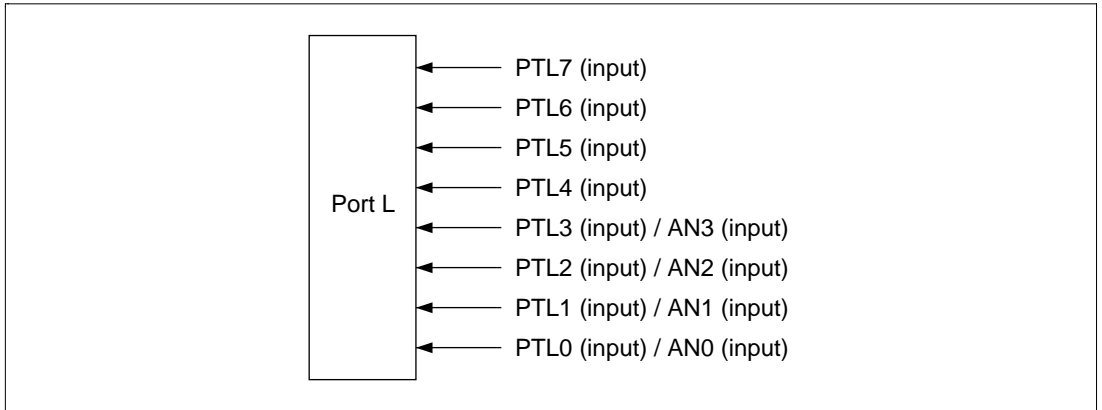 PTL7 (input)
PTL6 (input)
PTL5 (input)
PTL4 (input)
Port L
PTL3 (input) / AN3 (input)
PTL2 (input) / AN2 (input)
PTL1 (input) / AN1 (input)
PTL0 (input) / AN0 (input)